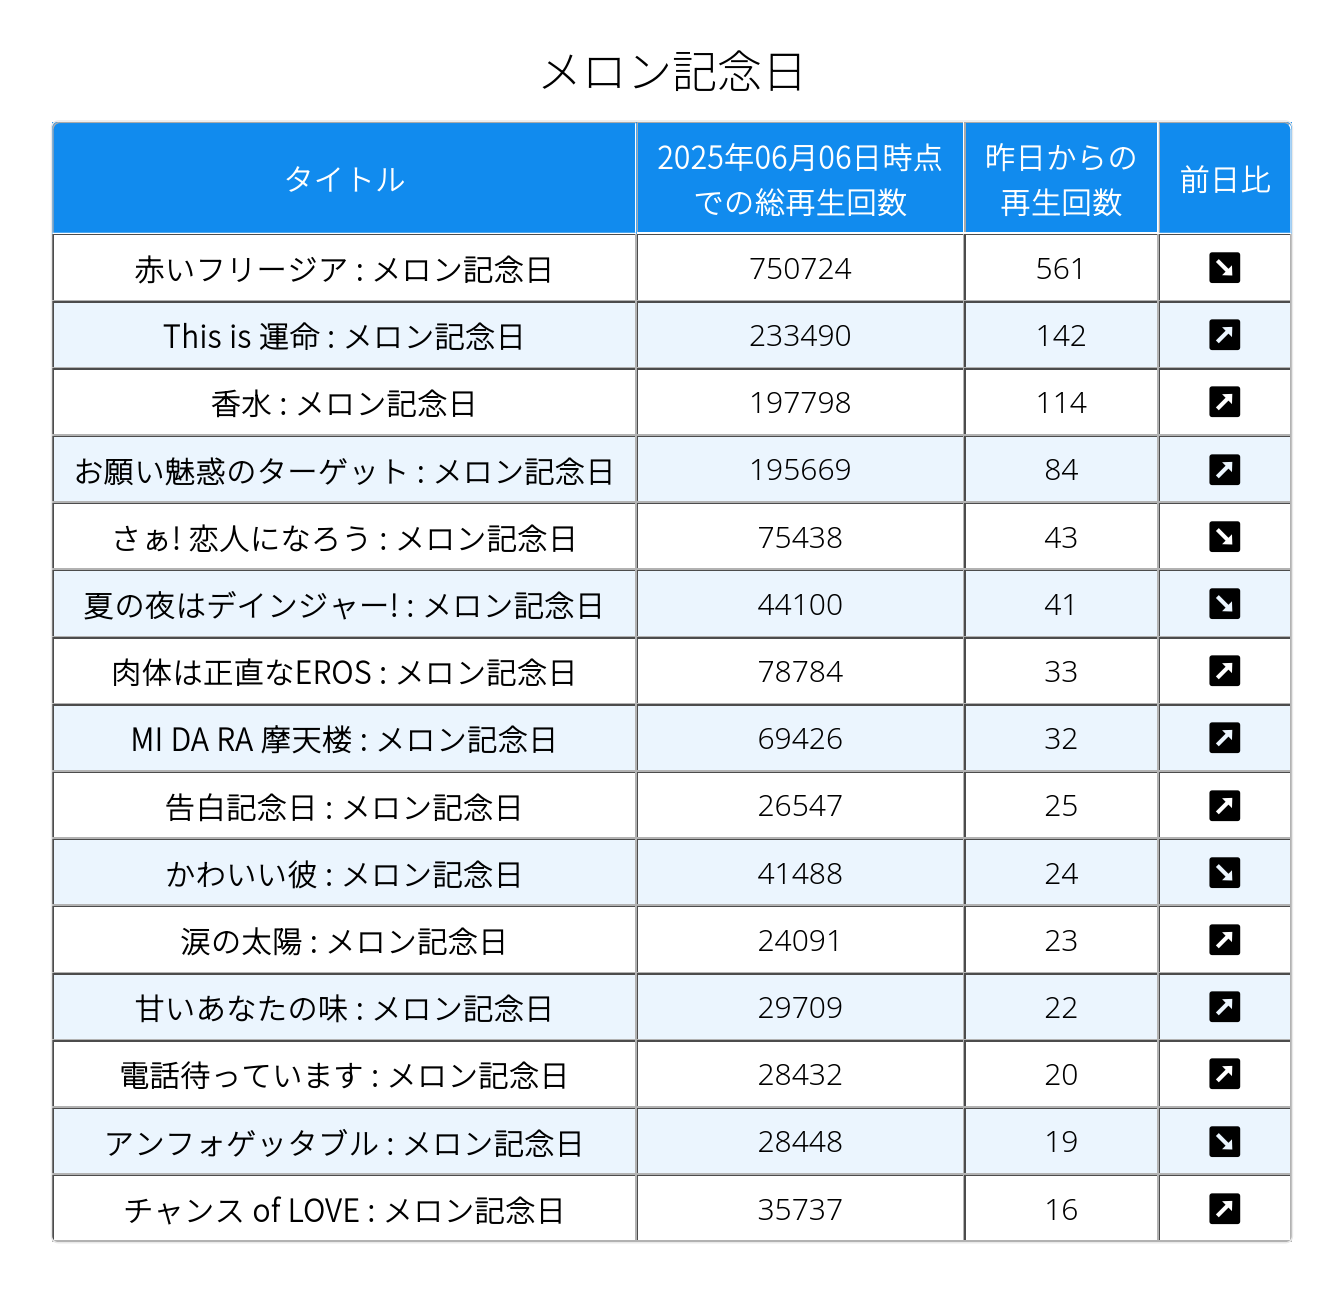 メロン記念日
タイトル 2025年06月06日時点での総再生回数 昨日からの再生回数 前日比
赤いフリージア : メロン記念日 750724 561
This is 運命 : メロン記念日 233490 142
香水 : メロン記念日 197798 114
お願い魅惑のターゲット : メロン記念日 195669 84
さぁ! 恋人になろう : メロン記念日 75438 43
夏の夜はデインジャー! : メロン記念日 44100 41
肉体は正直なEROS : メロン記念日 78784 33
MI DA RA 摩天楼 : メロン記念日 69426 32
告白記念日 : メロン記念日 26547 25
かわいい彼 : メロン記念日 41488 24
涙の太陽 : メロン記念日 24091 23
甘いあなたの味 : メロン記念日 29709 22
電話待っています : メロン記念日 28432 20
アンフォゲッタブル : メロン記念日 28448 19
チャンス of LOVE : メロン記念日 35737 16